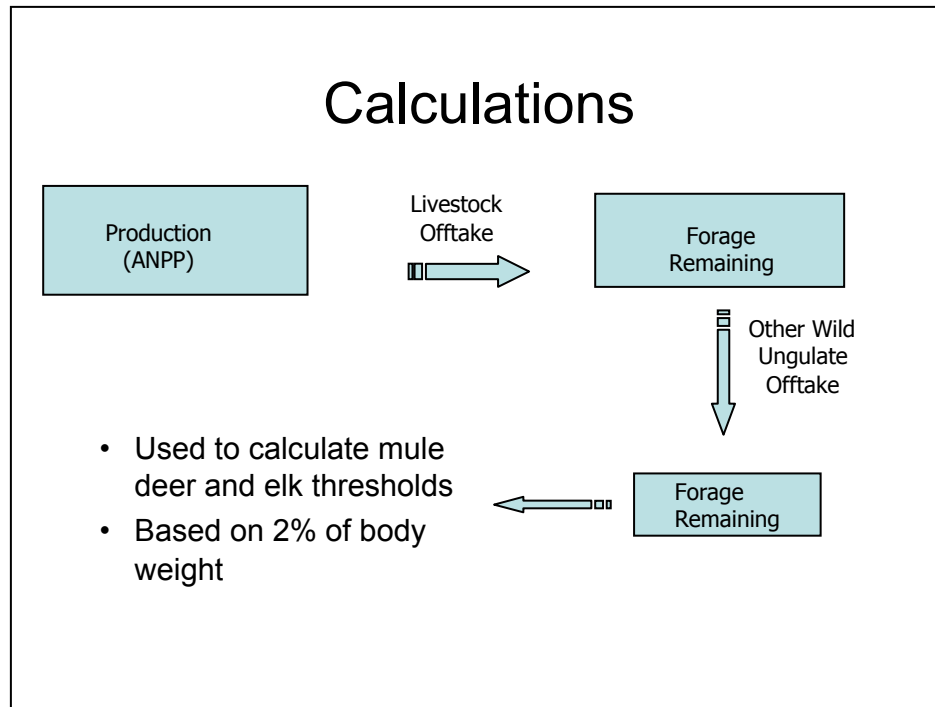 Calculations
Production
(ANPP)
Livestock
Offtake
Forage
Remaining
Other Wild
Ungulate
Offtake
Forage
Remaining
• Used to calculate mule
deer and elk thresholds
• Based on 2% of body
weight